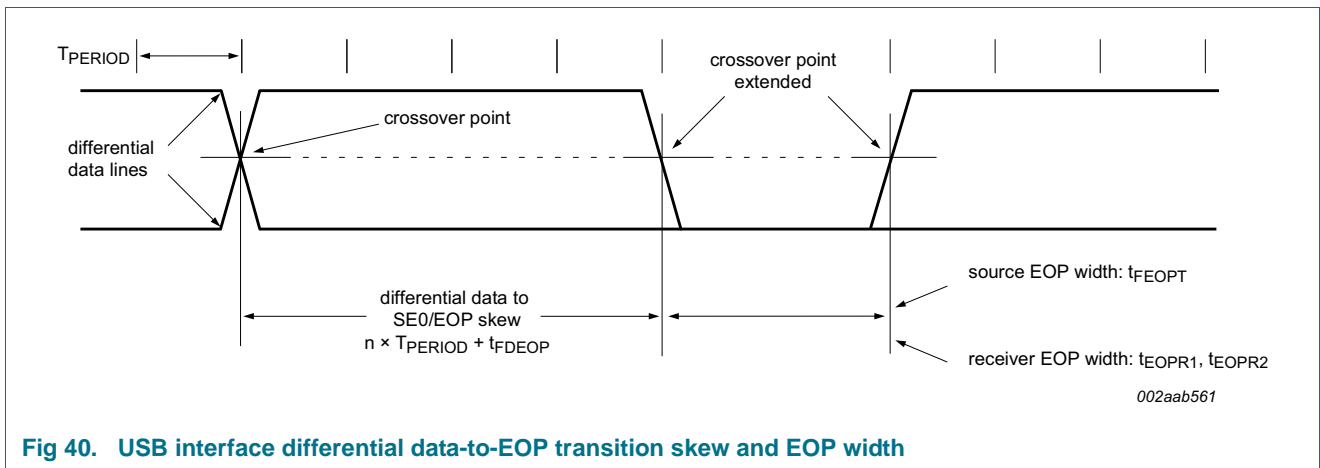 TPERIOD
crossover point
extended
crossover point
differential
data lines
differential data to
SE0/EOP skew
n × TPERIOD + tFDEOP
source EOP width: tFEOPT
receiver EOP width: tEOPR1, tEOPR2
002aab561
Fig 40. USB interface differential data-to-EOP transition skew and EOP width